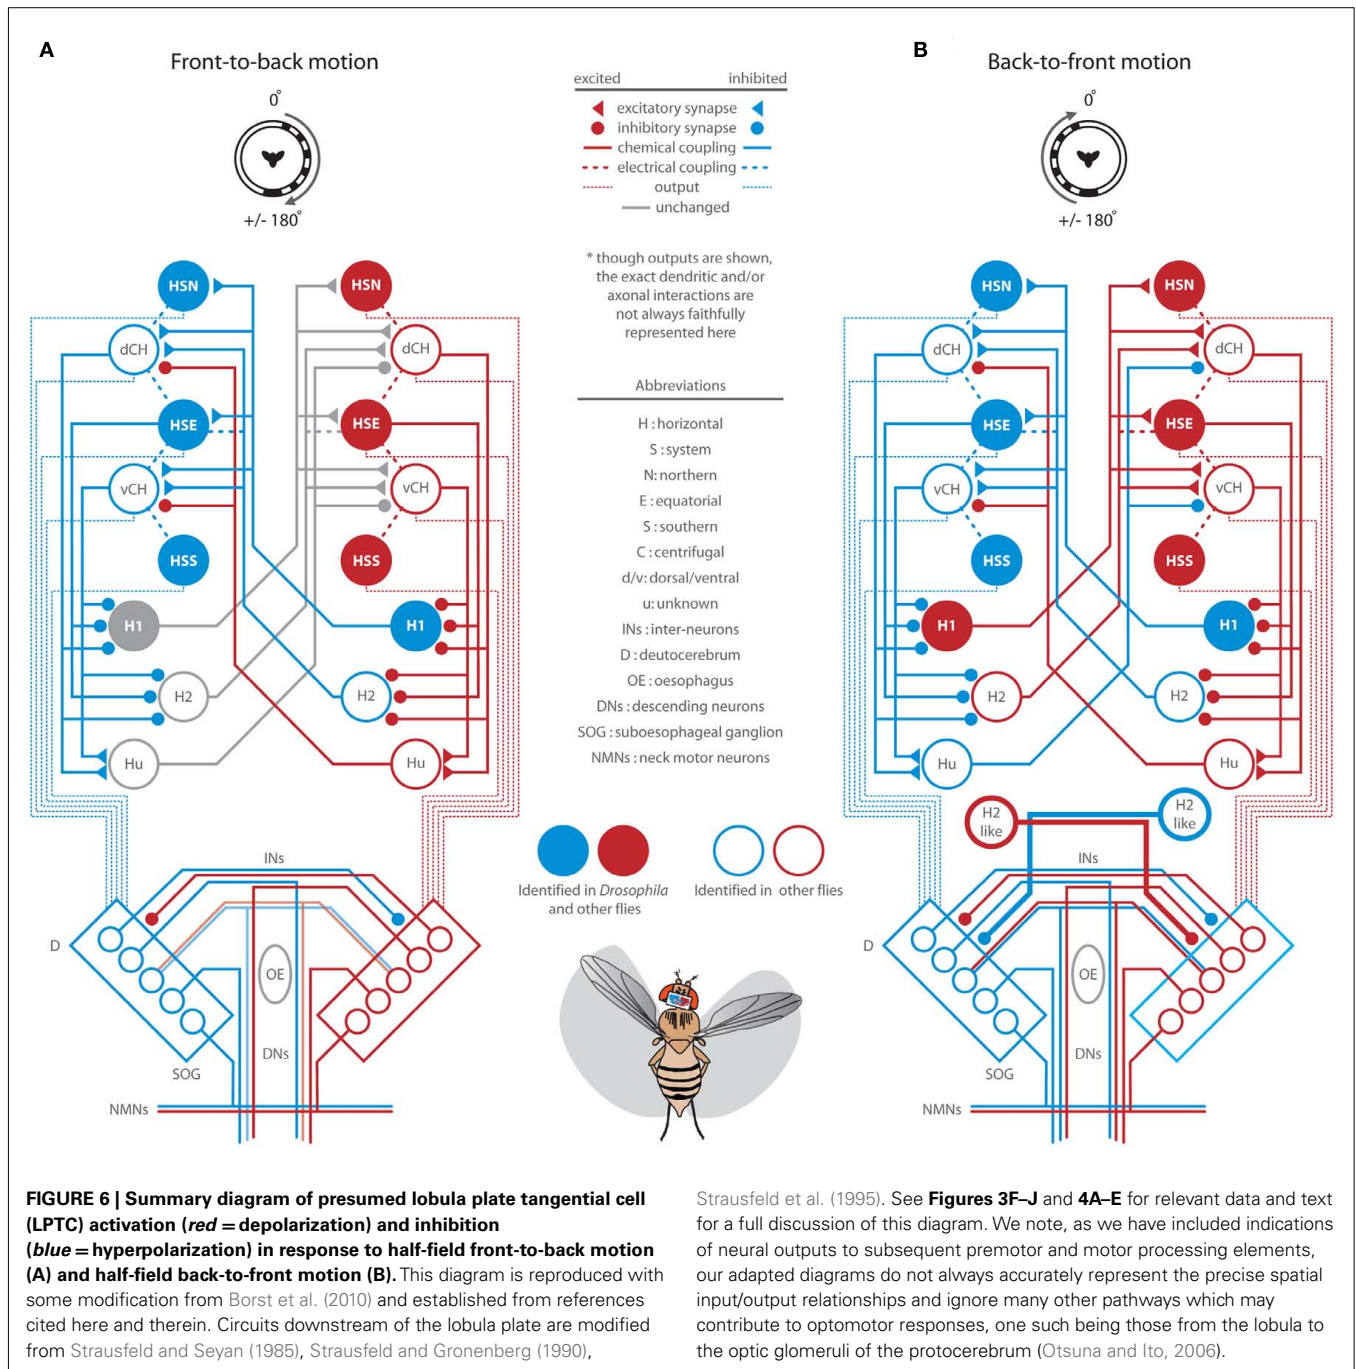 A
Front-to-back motion
0°
+/- 180°
excited inhibited
excitatory synapse
inhibitory synapse
chemical coupling
electrical coupling
output
unchanged
* though outputs are shown,
the exact dendritic and/or
axonal interactions are
not always faithfully
represented here
Abbreviations
H : horizontal
S : system
N: northern
E : equatorial
S : southern
C : centrifugal
d/v: dorsal/ventral
u: unknown
INs : inter-neurons
D : deutocerebrum
OE : oesophagus
DNs : descending neurons
SOG : suboesophageal ganglion
NMNs : neck motor neurons
Identified in Drosophila
and other flies
Identified in other flies
HSN HSN
dCH dCH
HSE HSE
vCH vCH
HSS HSS
H1 H1
H2 H2
Hu Hu
INs
D
OE
DNs
SOG
NMNs
B
Back-to-front motion
0°
+/- 180°
HSN HSN
dCH dCH
HSE HSE
vCH vCH
HSS HSS
H1 H1
H2 H2
Hu Hu
H2
like
H2
like
INs
D
OE
DNs
SOG
NMNs
FIGURE 6 | Summary diagram of presumed lobula plate tangential cell
(LPTC) activation (red = depolarization) and inhibition
(blue = hyperpolarization) in response to half-field front-to-back motion
(A) and half-field back-to-front motion (B). This diagram is reproduced with
some modification from Borst et al. (2010) and established from references
cited here and therein. Circuits downstream of the lobula plate are modified
from Strausfeld and Seyan (1985), Strausfeld and Gronenberg (1990),
Strausfeld et al. (1995). See Figures 3F–J and 4A–E for relevant data and text
for a full discussion of this diagram. We note, as we have included indications
of neural outputs to subsequent premotor and motor processing elements,
our adapted diagrams do not always accurately represent the precise spatial
input/output relationships and ignore many other pathways which may
contribute to optomotor responses, one such being those from the lobula to
the optic glomeruli of the protocerebrum (Otsuna and Ito, 2006).